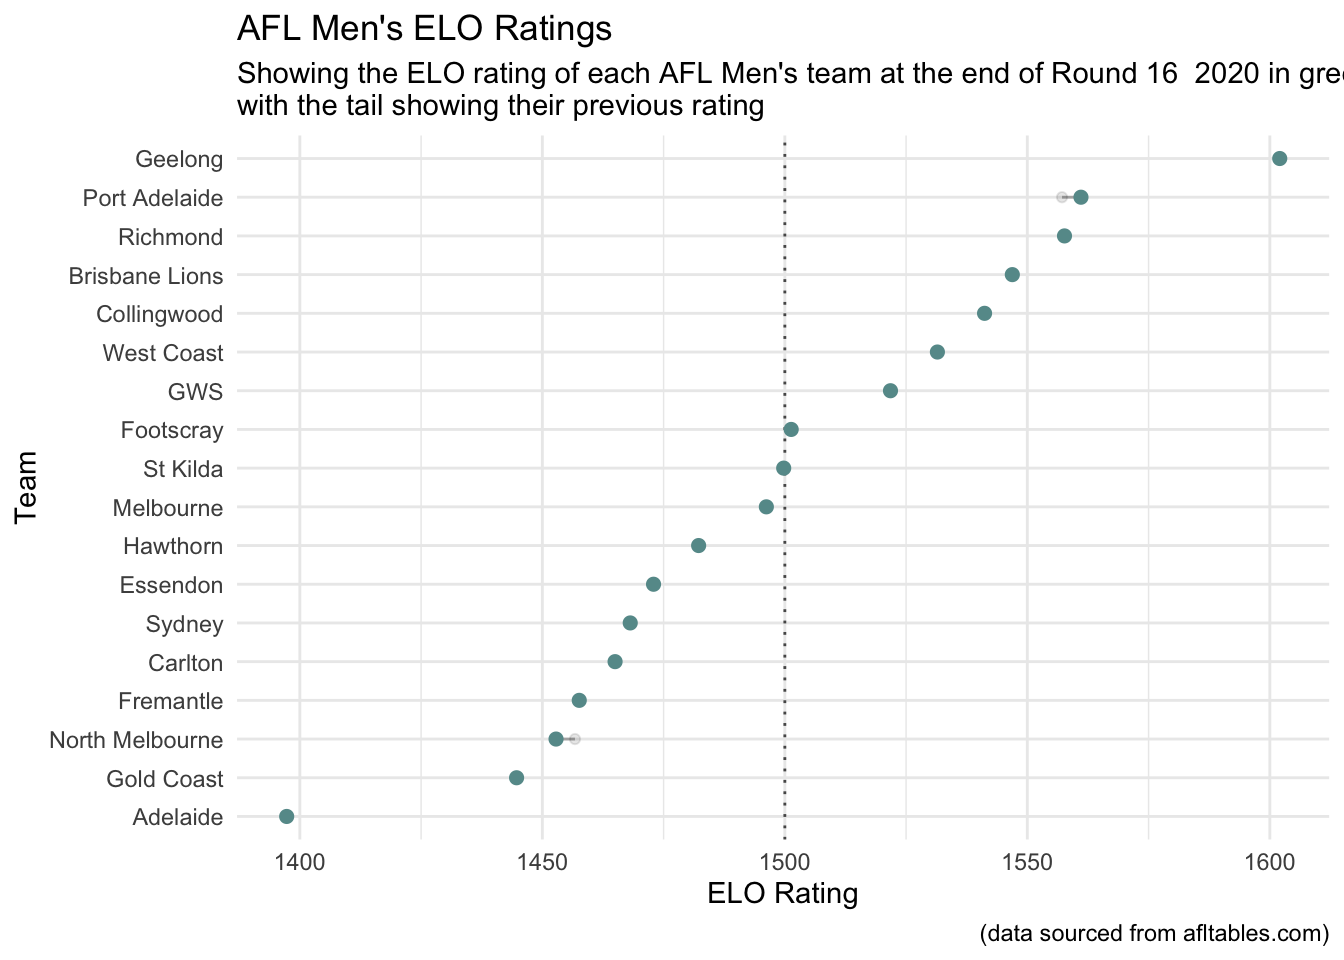 AFL Men's ELO Ratings
Showing the ELO rating of each AFL Men's team at the end of Round 16  2020 in gree
with the tail showing their previous rating
Geelong
Port Adelaide
Richmond
Brisbane Lions
Collingwood
West Coast
GWS
Footscray
St Kilda
Melbourne
Hawthorn
Essendon
Sydney
Carlton
Fremantle
North Melbourne
Gold Coast
Adelaide
Team
1400 1450 1500 1550 1600
ELO Rating
(data sourced from afltables.com)